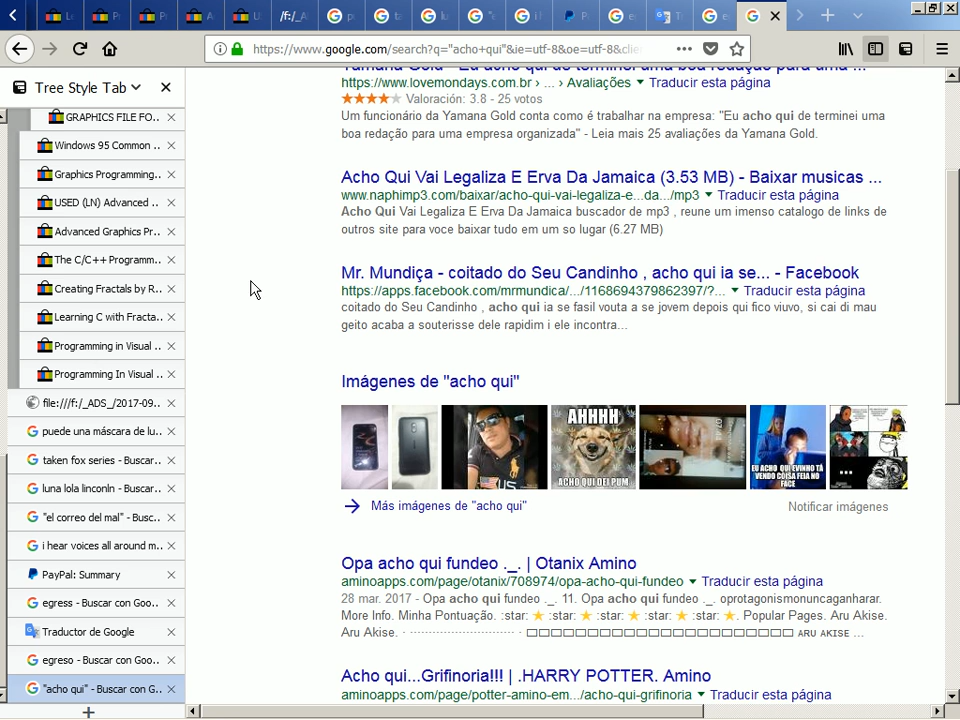 /f:/_A
https://www.google.com/search?q="acho+qui"&ie=utf-8&oe=utf-8&clie
Tree Style Tab
GRAPHICS FILE FO..
Windows 95 Common ..
Graphics Programming..
USED (LN) Advanced ..
Advanced Graphics Pr..
The C/C++ Programm..
Creating Fractals by R..
Learning C with Fracta..
Programming in Visual ..
Programming In Visual ..
file:///f:/_ADS_/2017-09..
puede una máscara de lu..
taken fox series - Buscar..
luna lola linconln - Buscar..
"el correo del mal" - Busc..
i hear voices all around m..
PayPal: Summary
egress - Buscar con Goo..
Traductor de Google
egreso - Buscar con Goo..
"acho qui" - Buscar con G..
Yamana Gold - Eu acho qui de terminei uma boa redação para uma ...
https://www.lovemondays.com.br › ... › Avaliações Traducir esta página
Valoración: 3.8 - 25 votos
Um funcionário da Yamana Gold conta como é trabalhar na empresa: "Eu acho qui de terminei uma
boa redação para uma empresa organizada" - Leia mais 25 avaliações da Yamana Gold.
Acho Qui Vai Legaliza E Erva Da Jamaica (3.53 MB) - Baixar musicas ...
www.naphimp3.com/baixar/acho-qui-vai-legaliza-e...da.../mp3 Traducir esta página
Acho Qui Vai Legaliza E Erva Da Jamaica buscador de mp3 , reune um imenso catalogo de links de
outros site para voce baixar tudo em um so lugar (6.27 MB)
Mr. Mundiça - coitado do Seu Candinho , acho qui ia se... - Facebook
https://apps.facebook.com/mrmundica/.../1168694379862397/?... Traducir esta página
coitado do Seu Candinho , acho qui ia se fasil vouta a se jovem depois qui fico viuvo, si cai di mau
geito acaba a souterisse dele rapidim i ele incontra...
Imágenes de "acho qui"
AHHHH
ACHO QUI DEI PUM
EU ACHO QUI EVINHO TÁ
VENDO COISA FEIA NO
FACE
Más imágenes de "acho qui"
Notificar imágenes
Opa acho qui fundeo ._. | Otanix Amino
aminoapps.com/page/otanix/708974/opa-acho-qui-fundeo Traducir esta página
28 mar. 2017 - Opa acho qui fundeo ._. 11. Opa acho qui fundeo ._. oprotagonismonuncaganharar.
More Info. Minha Pontuação. :star: ⭐ :star: ⭐ :star: ⭐ :star: ⭐ :star: ⭐. Popular Pages. Aru Akise.
Aru Akise. ARU AKISE ...
Acho qui...Grifinoria!!! | .HARRY POTTER. Amino
aminoapps.com/page/potter-amino-em.../acho-qui-grifinoria Traducir esta página